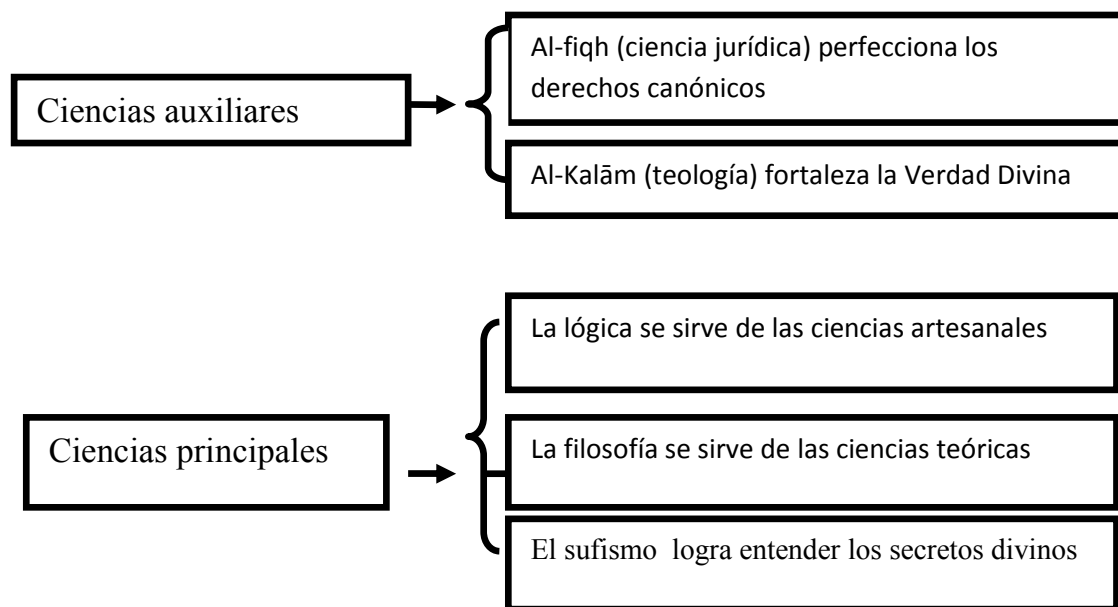 Ciencias auxiliares
Al-fiqh (ciencia jurídica) perfecciona los
derechos canónicos
Al-Kalām (teología) fortaleza la Verdad Divina
Ciencias principales
La lógica se sirve de las ciencias artesanales
La filosofía se sirve de las ciencias teóricas
El sufismo logra entender los secretos divinos